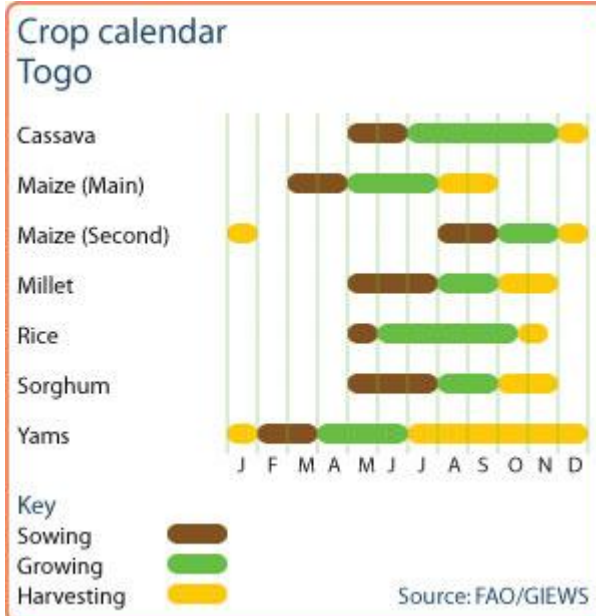 Crop calendar
Togo
Cassava
Maize (Main)
Maize (Second)
Millet
Rice
Sorghum
Yams
J F M A M J J A S O N D
Key
Sowing
Growing
Harvesting
Source: FAO/GIEWS